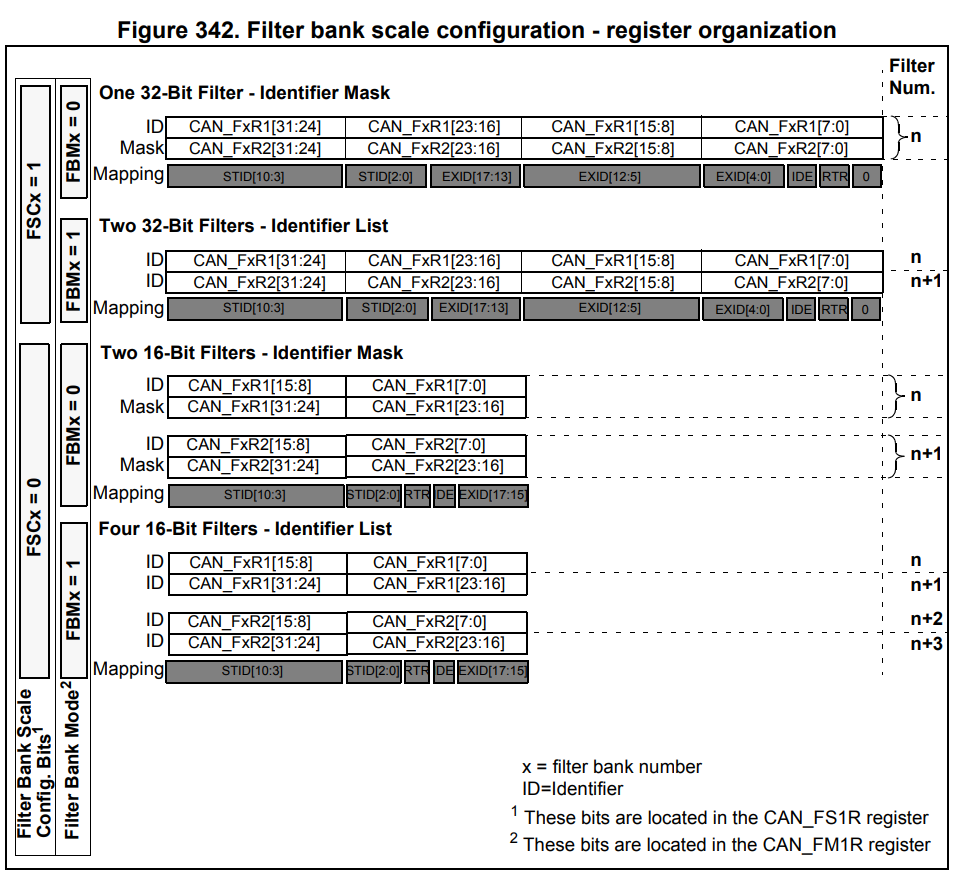 Figure 342. Filter bank scale configuration - register organization
Filter
Num.
One 32-Bit Filter - Identifier Mask
ID CAN_FxR1[31:24] CAN_FxR1[23:16] CAN_FxR1[15:8] CAN_FxR1[7:0]
n
Mask CAN_FxR2[31:24] CAN_FxR2[23:16] CAN_FxR2[15:8] CAN_FxR2[7:0]
Mapping STID[10:3] STID[2:0] EXID[17:13] EXID[12:5] EXID[4:0] IDE RTR 0
FBMx = 0
FSCx = 1
Two 32-Bit Filters - Identifier List
ID CAN_FxR1[31:24] CAN_FxR1[23:16] CAN_FxR1[15:8] CAN_FxR1[7:0] n
ID CAN_FxR2[31:24] CAN_FxR2[23:16] CAN_FxR2[15:8] CAN_FxR2[7:0] n+1
Mapping STID[10:3] STID[2:0] EXID[17:13] EXID[12:5] EXID[4:0] IDE RTR 0
FBMx = 1
Two 16-Bit Filters - Identifier Mask
ID CAN_FxR1[15:8] CAN_FxR1[7:0]
n
Mask CAN_FxR1[31:24] CAN_FxR1[23:16]
ID CAN_FxR2[15:8] CAN_FxR2[7:0]
n+1
Mask CAN_FxR2[31:24] CAN_FxR2[23:16]
Mapping STID[10:3] STID[2:0] RTR IDE EXID[17:15]
FBMx = 0
FSCx = 0
Four 16-Bit Filters - Identifier List
ID CAN_FxR1[15:8] CAN_FxR1[7:0] n
ID CAN_FxR1[31:24] CAN_FxR1[23:16] n+1
ID CAN_FxR2[15:8] CAN_FxR2[7:0] n+2
ID CAN_FxR2[31:24] CAN_FxR2[23:16] n+3
Mapping STID[10:3] STID[2:0] RTR IDE EXID[17:15]
FBMx = 1
Filter Bank Scale
Config. Bits1
Filter Bank Mode2
x = filter bank number
ID=Identifier
1 These bits are located in the CAN_FS1R register
2 These bits are located in the CAN_FM1R register